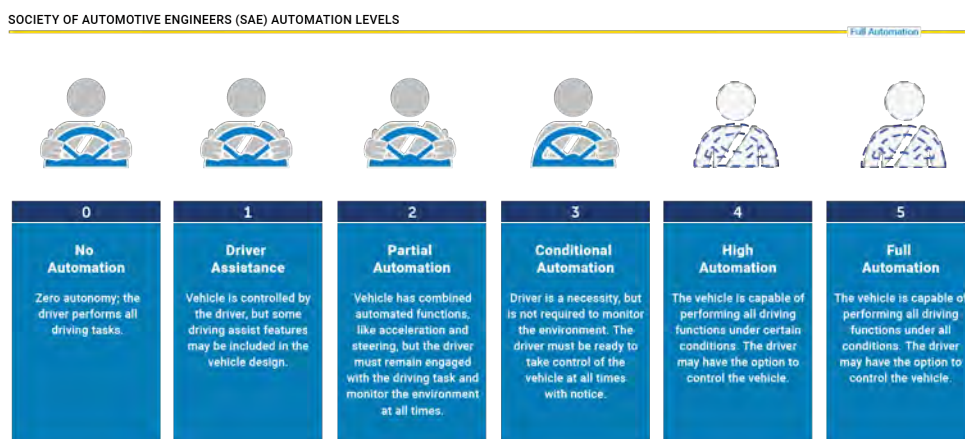 SOCIETY OF AUTOMOTIVE ENGINEERS (SAE) AUTOMATION LEVELS
Full Automation
0
No
Automation
Zero autonomy; the
driver performs all
driving tasks.
1
Driver
Assistance
Vehicle is controlled by
the driver, but some
driving assist features
may be included in the
vehicle design.
2
Partial
Automation
Vehicle has combined
automated functions,
like acceleration and
steering, but the driver
must remain engaged
with the driving task and
monitor the environment
at all times.
3
Conditional
Automation
Driver is a necessity, but
is not required to monitor
the environment. The
driver must be ready to
take control of the
vehicle at all times
with notice.
4
High
Automation
The vehicle is capable of
performing all driving
functions under certain
conditions. The driver
may have the option to
control the vehicle.
5
Full
Automation
The vehicle is capable of
performing all driving
functions under all
conditions. The driver
may have the option to
control the vehicle.